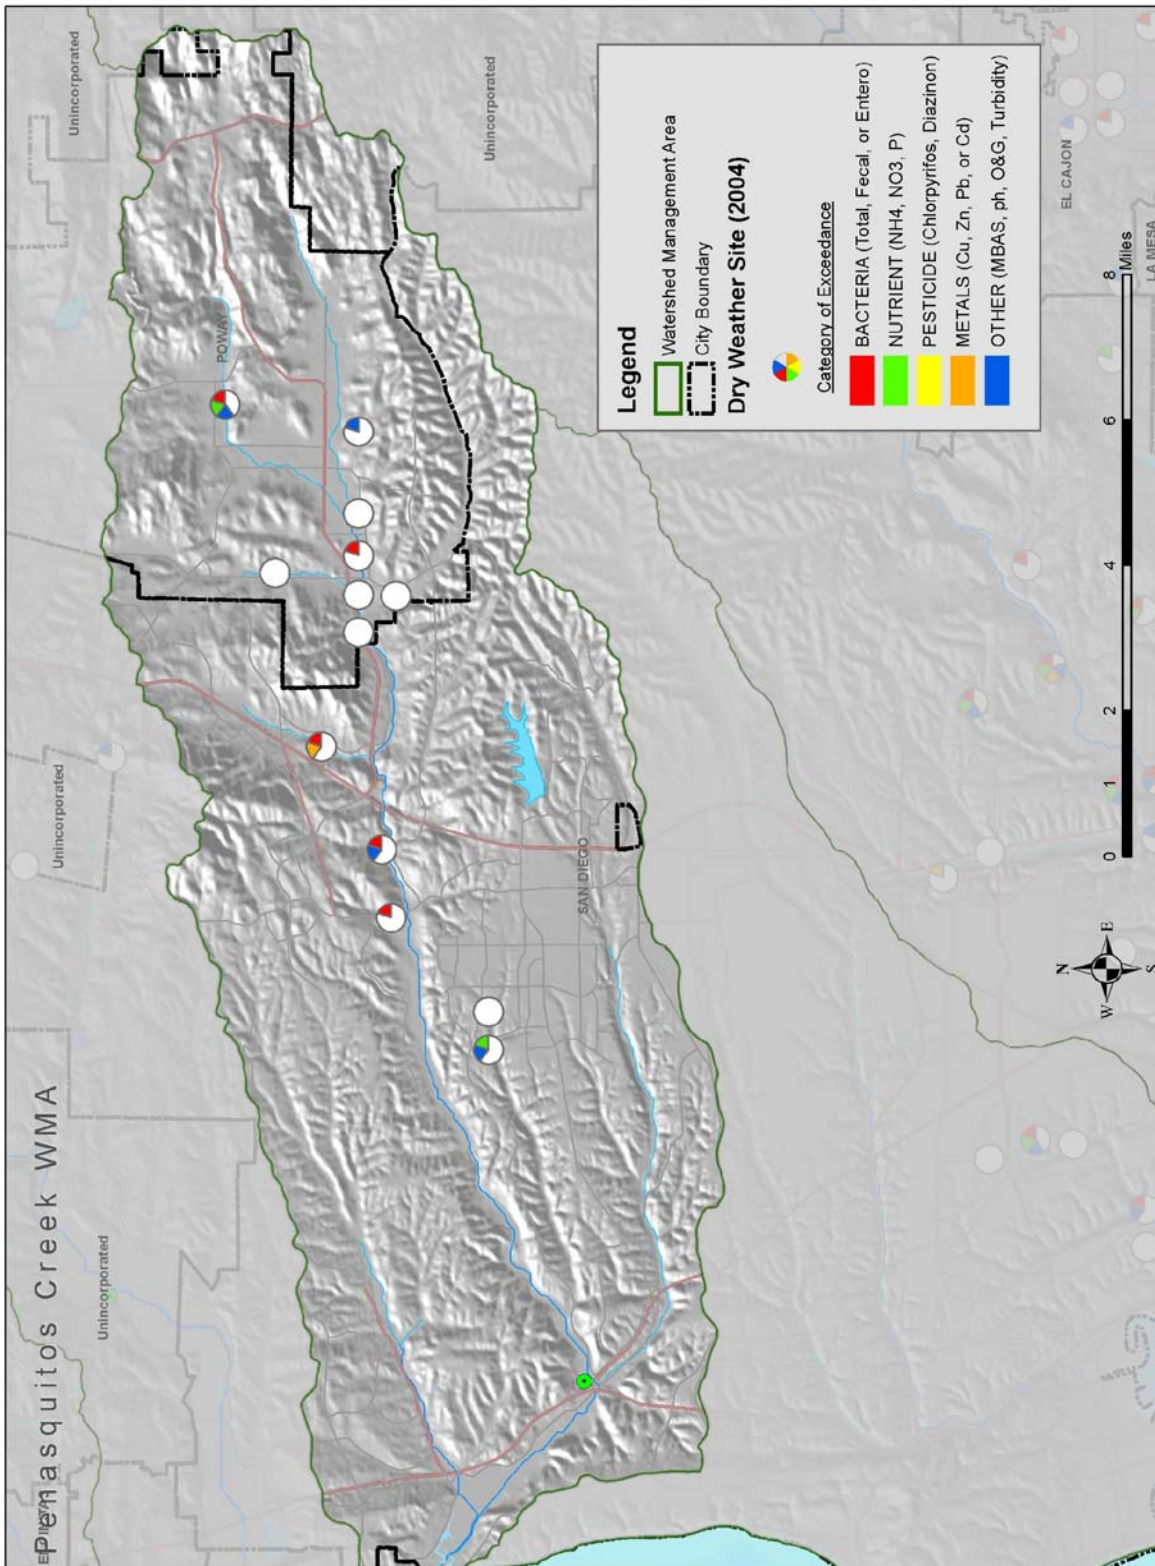 Peñasquitos Creek WMA
Unincorporated
Unincorporated
Unincorporated
Unincorporated
POWAY
SAN DIEGO
EL CAJON
LA MESA
N
W
E
S
0
1
2
4
6
8
Miles
Legend
Watershed Management Area
City Boundary
Dry Weather Site (2004)
Category of Exceedance
BACTERIA (Total, Fecal, or Entero)
NUTRIENT (NH4, NO3, P)
PESTICIDE (Chlorpyrifos, Diazinon)
METALS (Cu, Zn, Pb, or Cd)
OTHER (MBAS, ph, O&G, Turbidity)